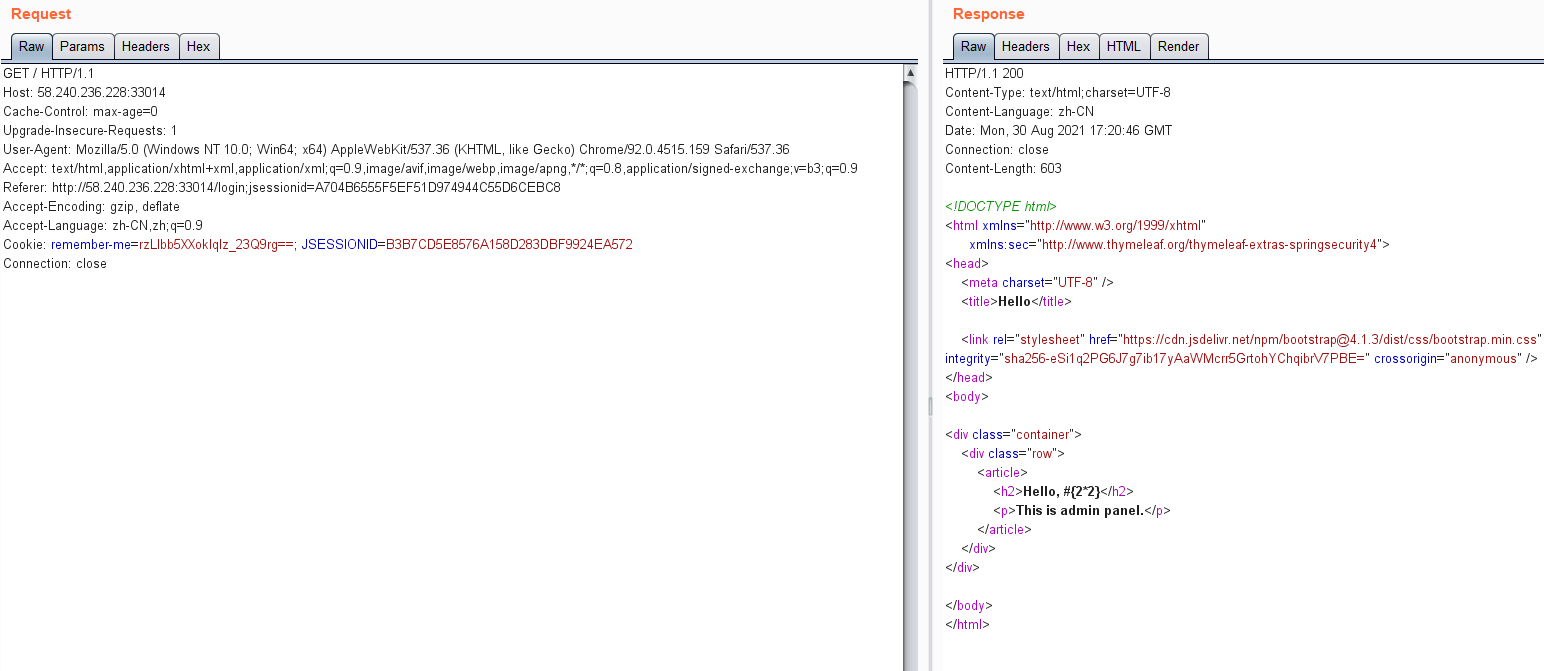 Request
Raw Params Headers Hex
GET / HTTP/1.1
Host: 58.240.236.228:33014
Cache-Control: max-age=0
Upgrade-Insecure-Requests: 1
User-Agent: Mozilla/5.0 (Windows NT 10.0; Win64; x64) AppleWebKit/537.36 (KHTML, like Gecko) Chrome/92.0.4515.159 Safari/537.36
Accept: text/html,application/xhtml+xml,application/xml;q=0.9,image/avif,image/webp,image/apng,*/*;q=0.8,application/signed-exchange;v=b3;q=0.9
Referer: http://58.240.236.228:33014/login;jsessionid=A704B6555F5EF51D974944C55D6CEBC8
Accept-Encoding: gzip, deflate
Accept-Language: zh-CN,zh;q=0.9
Cookie: remember-me=rzLlbb5XXokIqIz_23Q9rg==; JSESSIONID=B3B7CD5E8576A158D283DBF9924EA572
Connection: close
Response
Raw Headers Hex HTML Render
HTTP/1.1 200
Content-Type: text/html;charset=UTF-8
Content-Language: zh-CN
Date: Mon, 30 Aug 2021 17:20:46 GMT
Connection: close
Content-Length: 603
<!DOCTYPE html>
<html xmlns="http://www.w3.org/1999/xhtml"
xmlns:sec="http://www.thymeleaf.org/thymeleaf-extras-springsecurity4">
<head>
<meta charset="UTF-8" />
<title>Hello</title>
<link rel="stylesheet" href="https://cdn.jsdelivr.net/npm/bootstrap@4.1.3/dist/css/bootstrap.min.css"
integrity="sha256-eSi1q2PG6J7g7ib17yAaWMcrr5GrtohYChqibrV7PBE=" crossorigin="anonymous" />
</head>
<body>
<div class="container">
<div class="row">
<article>
<h2>Hello, #{2*2}</h2>
<p>This is admin panel.</p>
</article>
</div>
</div>
</body>
</html>